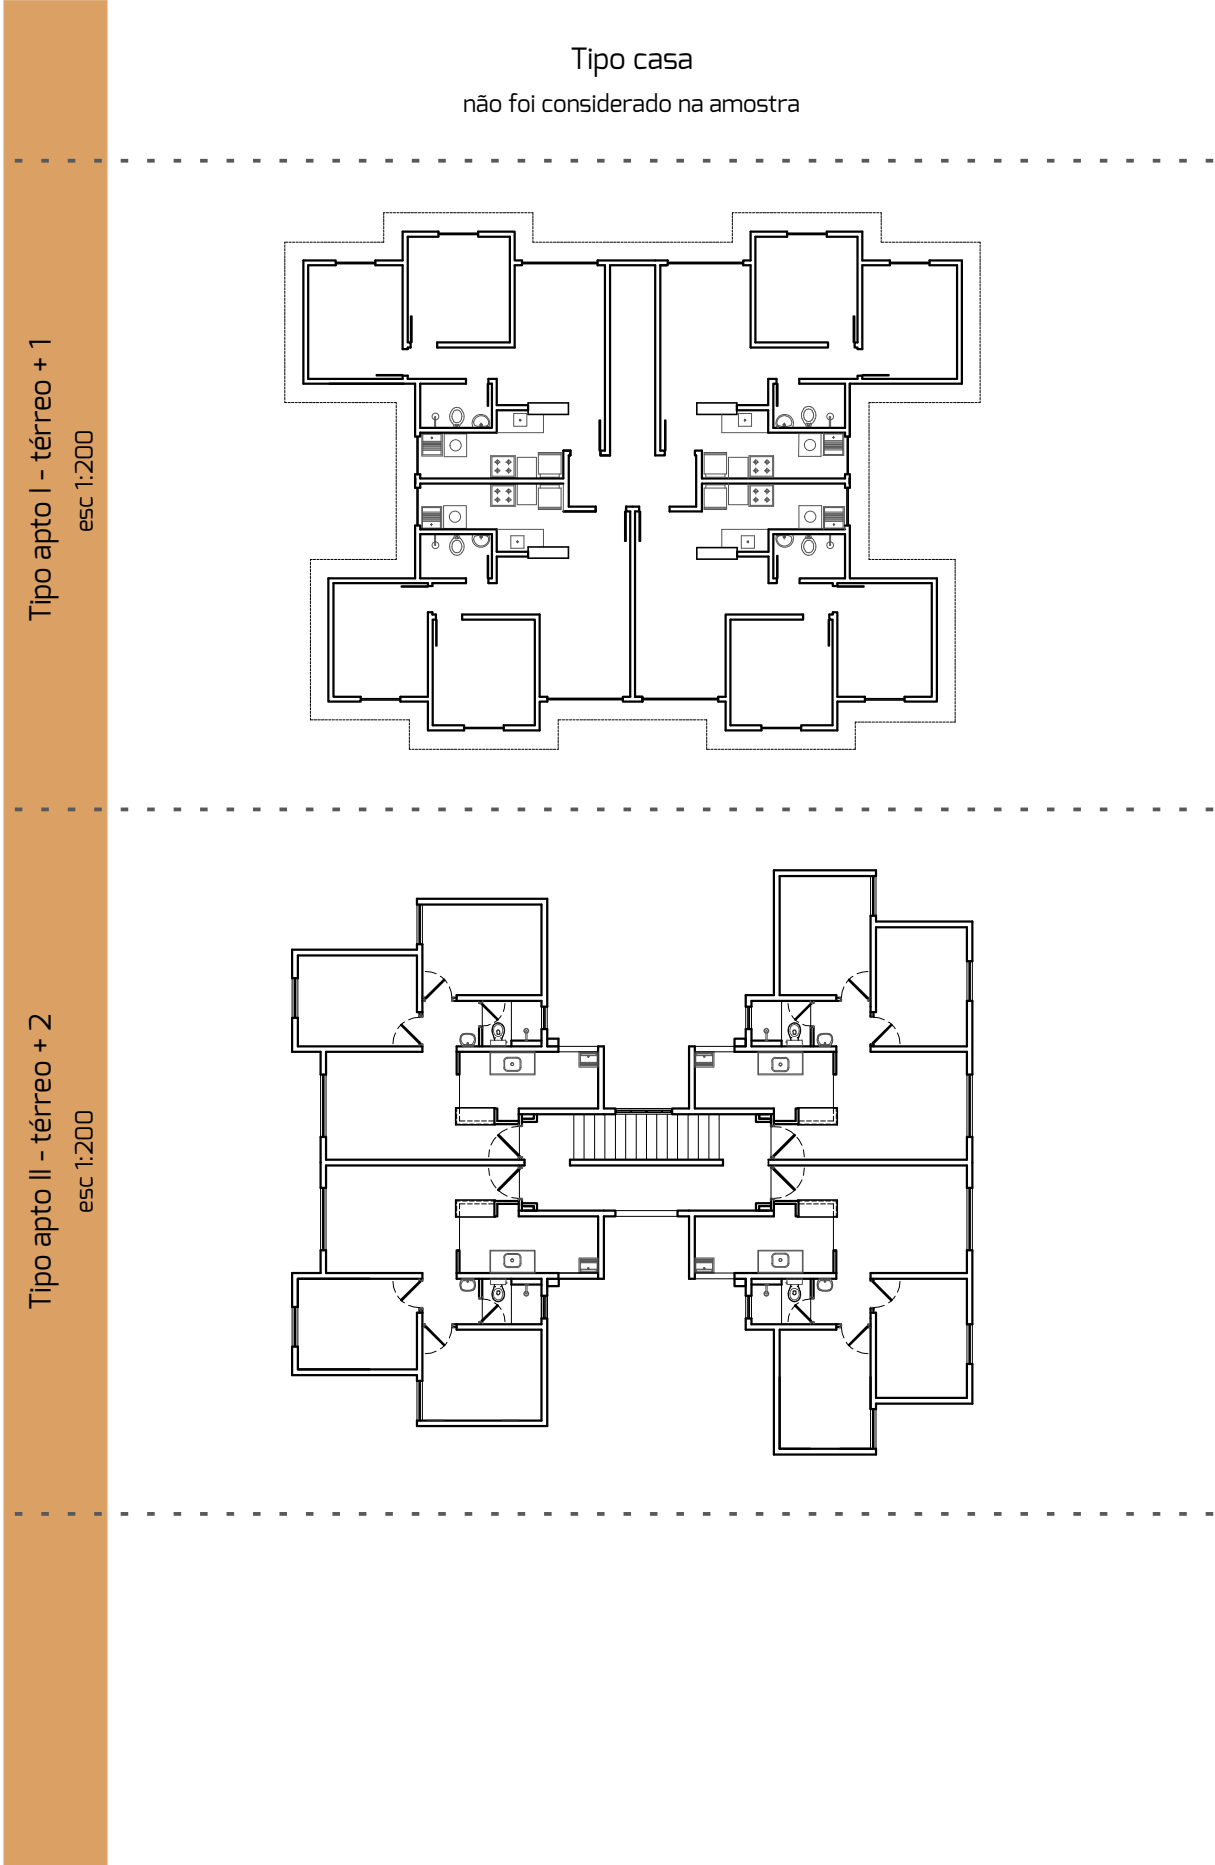 Tipo casa
não foi considerado na amostra
Tipo apto I - térreo + 1
esc 1:200
Tipo apto II - térreo + 2
esc 1:200